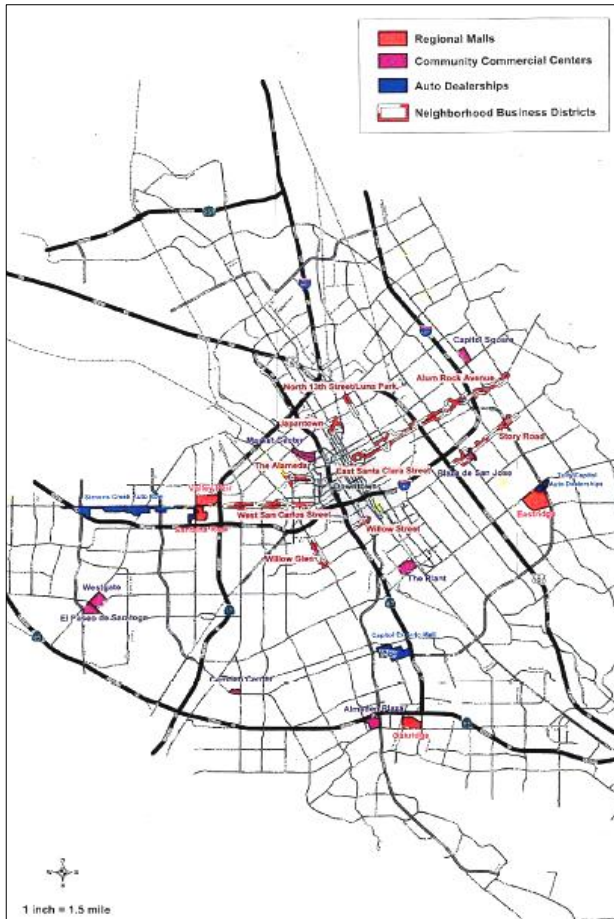 Regional Malls
Community Commercial Centers
Auto Dealerships
Neighborhood Business Districts
Capitol Square
Alum Rock Avenue
North 13th Street/Luna Park
Japantown
Story Road
Market Center
The Alameda
East Santa Clara Street
Plaza de San Jose
Downtown
Valley Fair
Stevens Creek Auto Row
Auto Dealerships
Eastridge
West San Carlos Street
Santana Row
Willow Street
Willow Glen
The Plant
Westgate
El Paseo de Saratoga
Capitol Expwy Mall
Almaden Plaza
Oakridge
1 inch = 1.5 mile